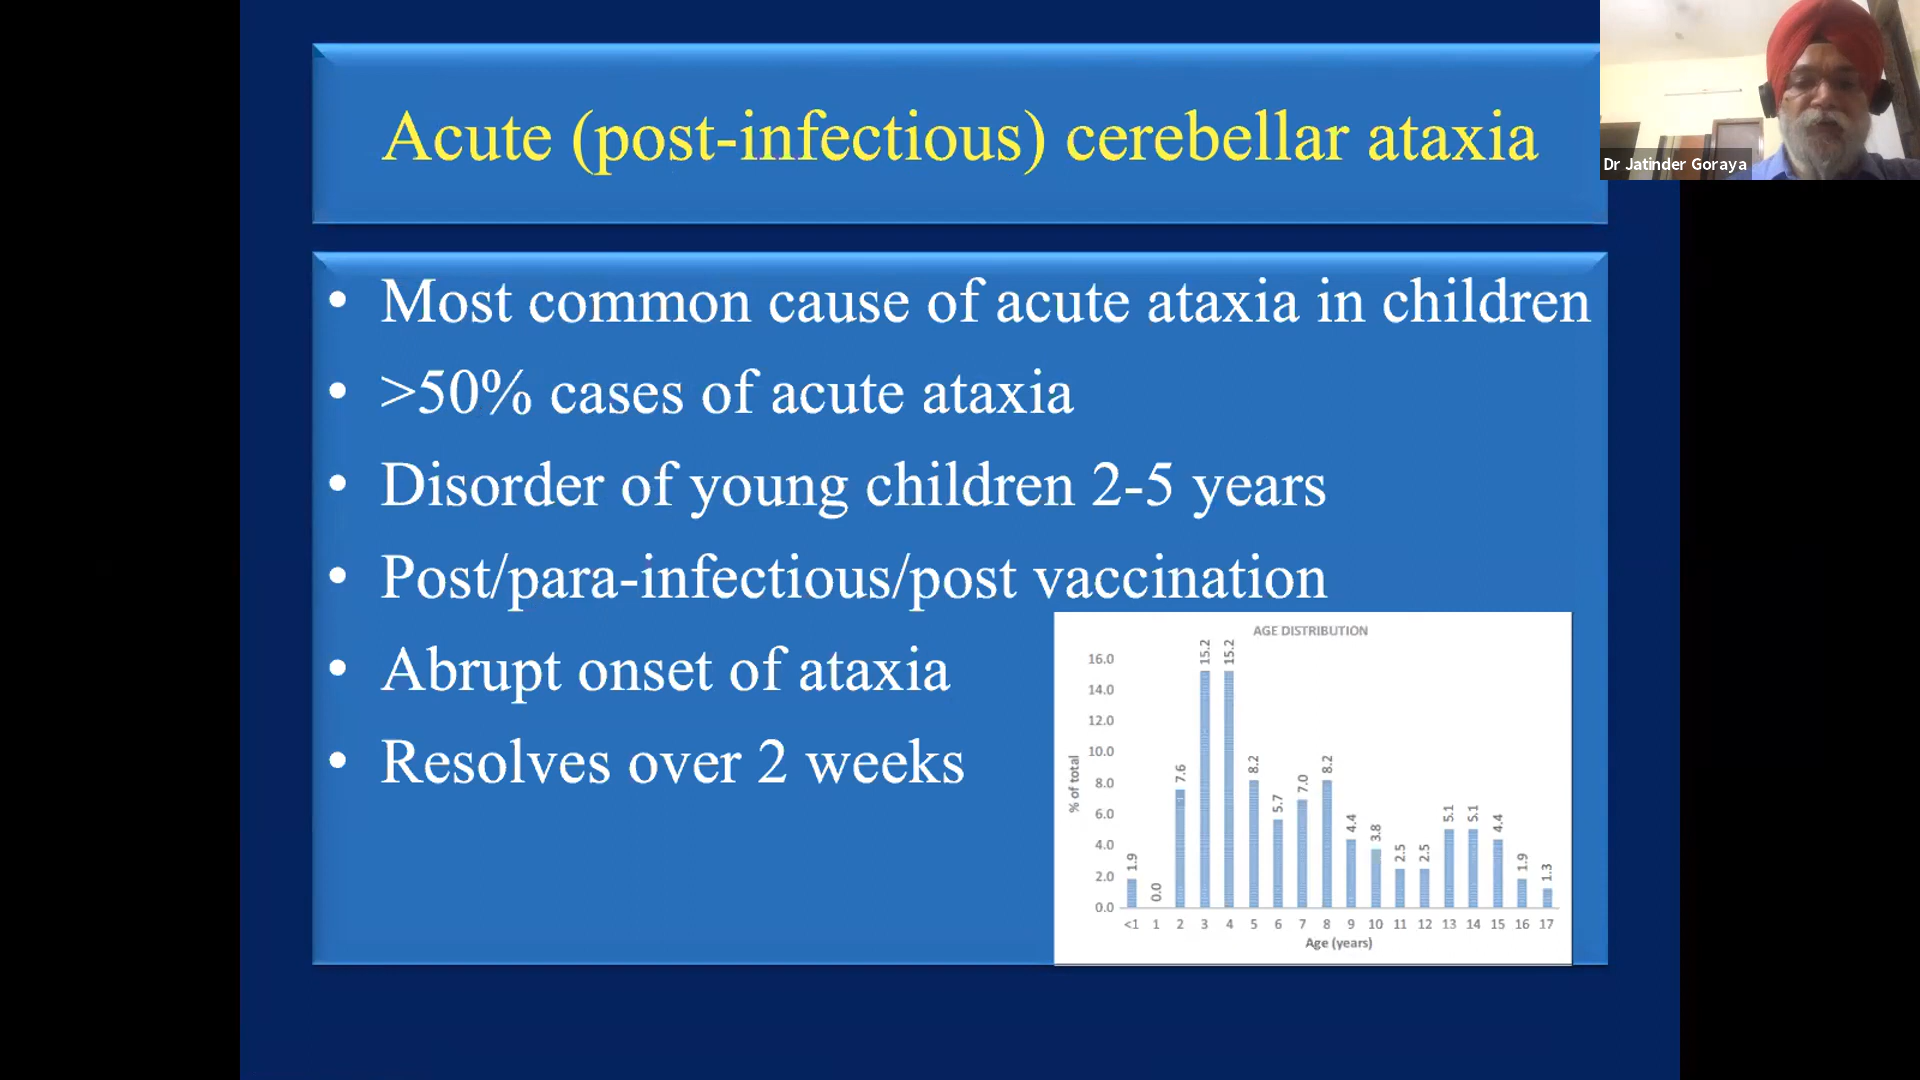 Acute (post-infectious) cerebellar ataxia
Dr Jatinder Goraya
• Most common cause of acute ataxia in children
• >50% cases of acute ataxia
• Disorder of young children 2-5 years
• Post/para-infectious/post vaccination
• Abrupt onset of ataxia
• Resolves over 2 weeks
AGE DISTRIBUTION
% of total
16.0
14.0
12.0
10.0
8.0
6.0
4.0
2.0
0.0
1.9 0.0 7.6 15.2 15.2 8.2 5.7 7.0 8.2 4.4 3.8 2.5 2.5 5.1 5.1 4.4 1.9 1.3
<1 1 2 3 4 5 6 7 8 9 10 11 12 13 14 15 16 17
Age (years)